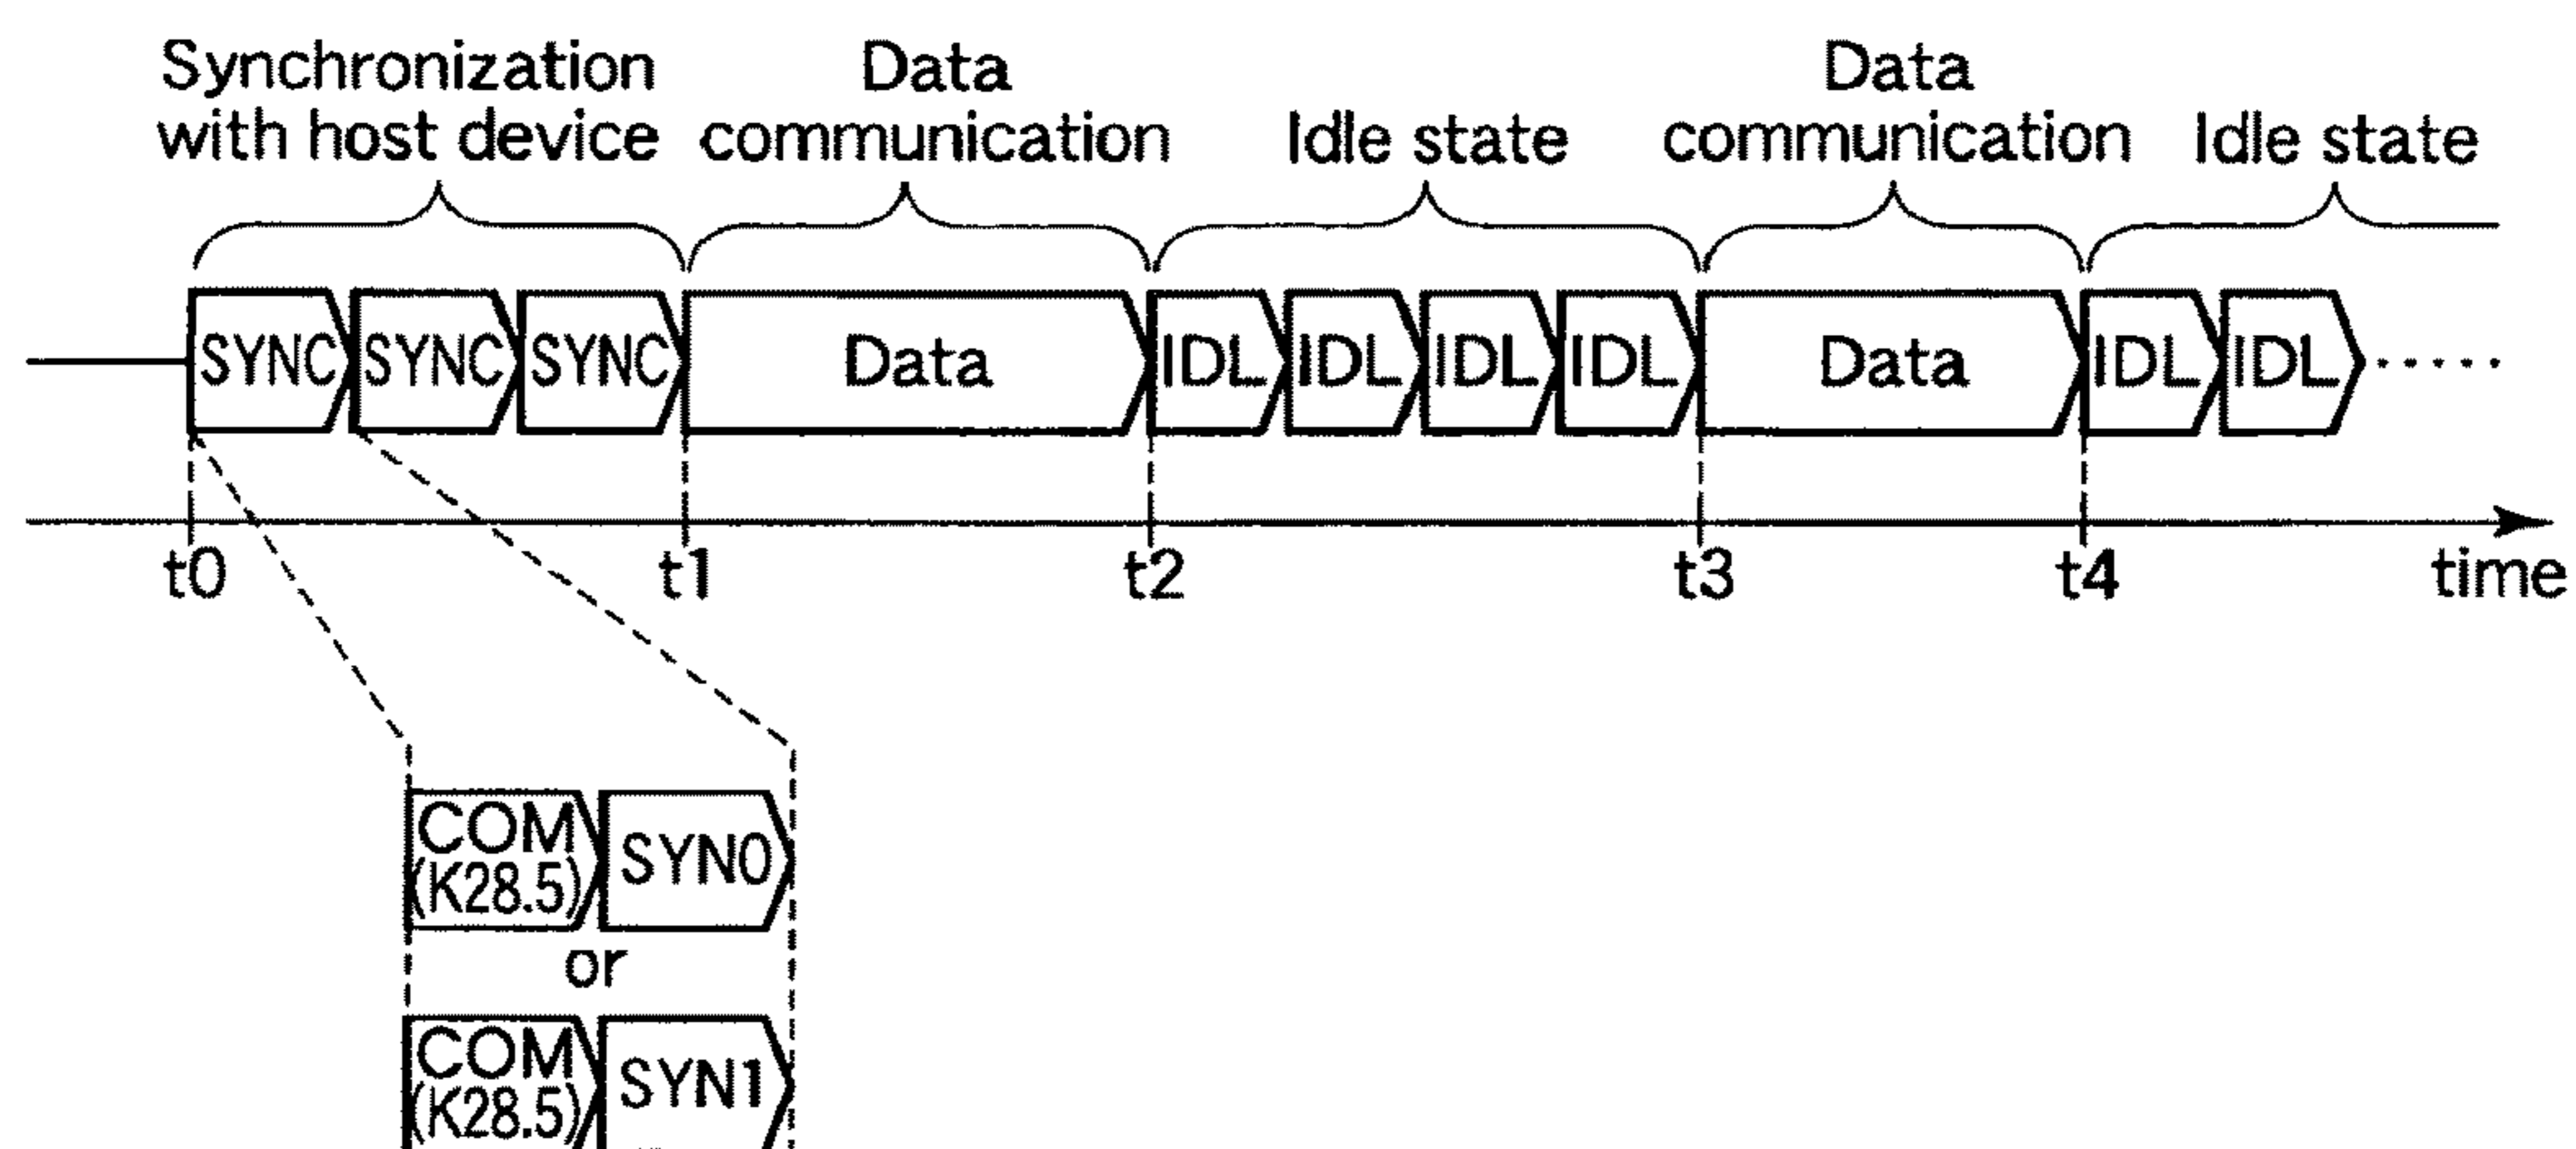 Synchronization
with host device
Data
communication
Idle state
Data
communication
Idle state
SYNC SYNC SYNC Data IDL IDL IDL IDL Data IDL IDL
t0 t1 t2 t3 t4 time
COM
(K28.5)
SYN0
or
COM
(K28.5)
SYN1